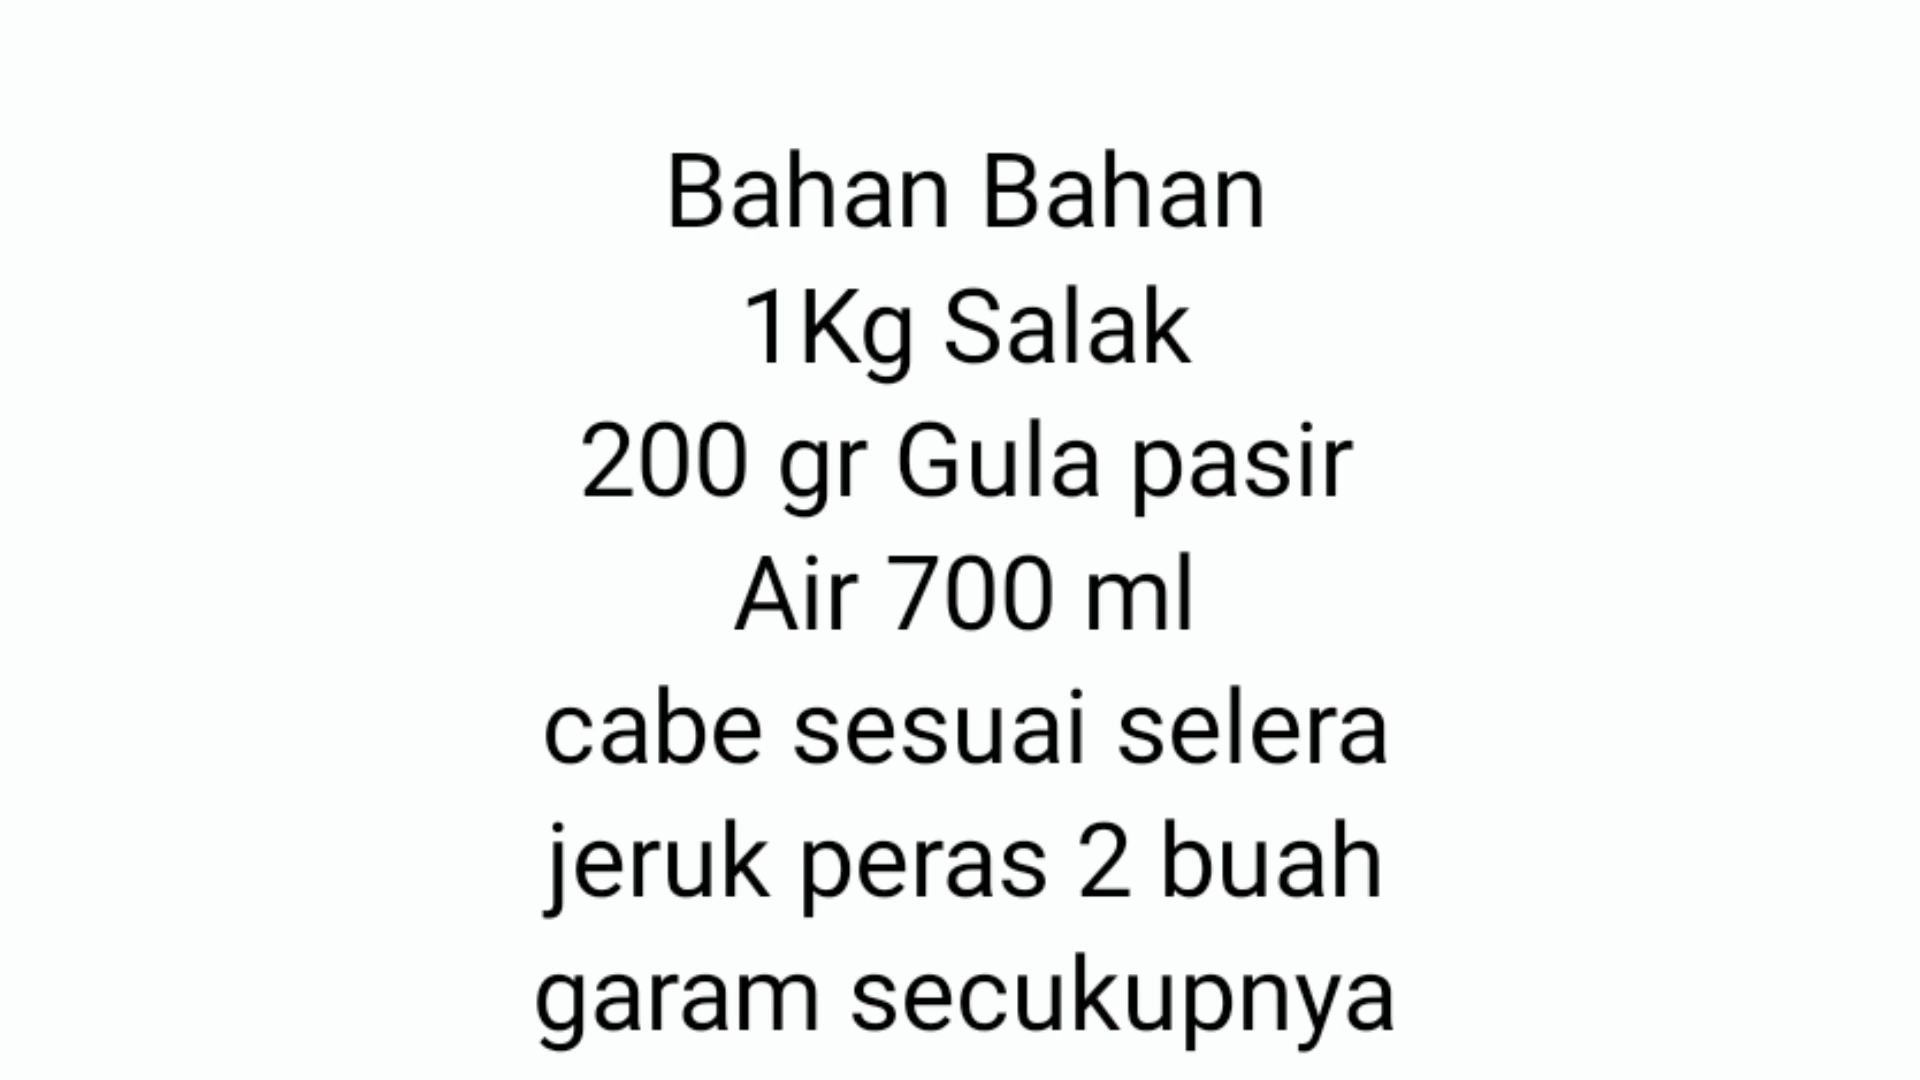 Bahan Bahan
1Kg Salak
200 gr Gula pasir
Air 700 ml
cabe sesuai selera
jeruk peras 2 buah
garam secukupnya